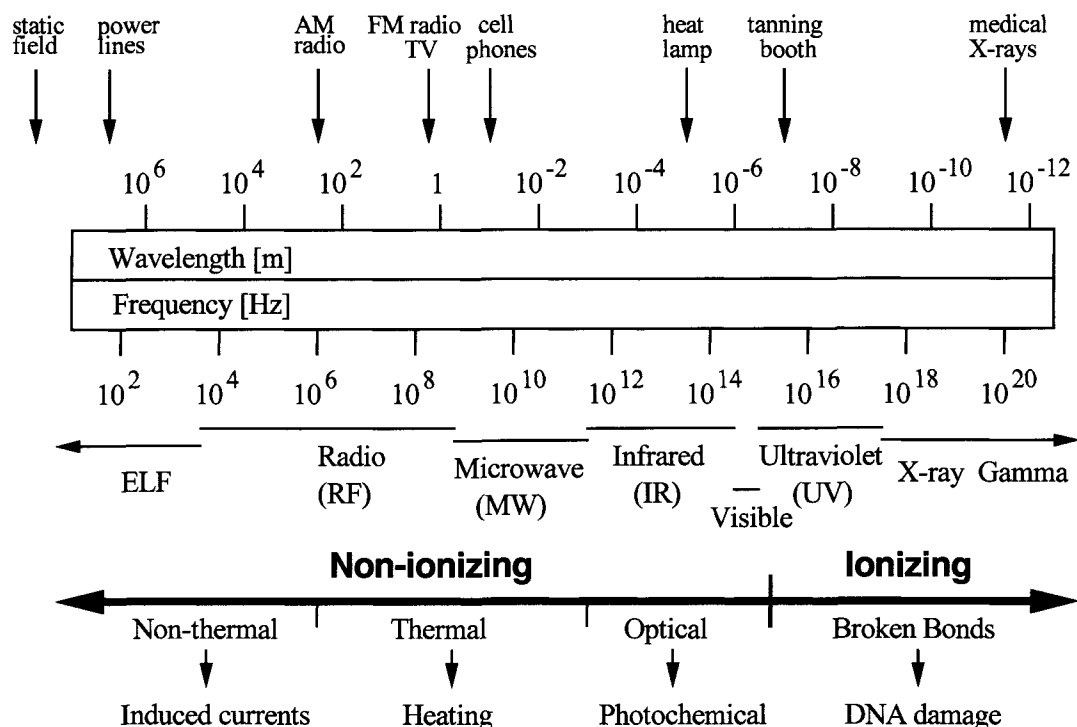 static field
power lines
AM radio
FM radio TV
cell phones
heat lamp
tanning booth
medical X-rays
10^6 10^4 10^2 1 10^-2 10^-4 10^-6 10^-8 10^-10 10^-12
Wavelength [m]
Frequency [Hz]
10^2 10^4 10^6 10^8 10^10 10^12 10^14 10^16 10^18 10^20
ELF
Radio (RF)
Microwave (MW)
Infrared (IR)
Visible
Ultraviolet (UV)
X-ray Gamma
Non-ionizing Ionizing
Non-thermal Thermal Optical Broken Bonds
Induced currents Heating Photochemical DNA damage